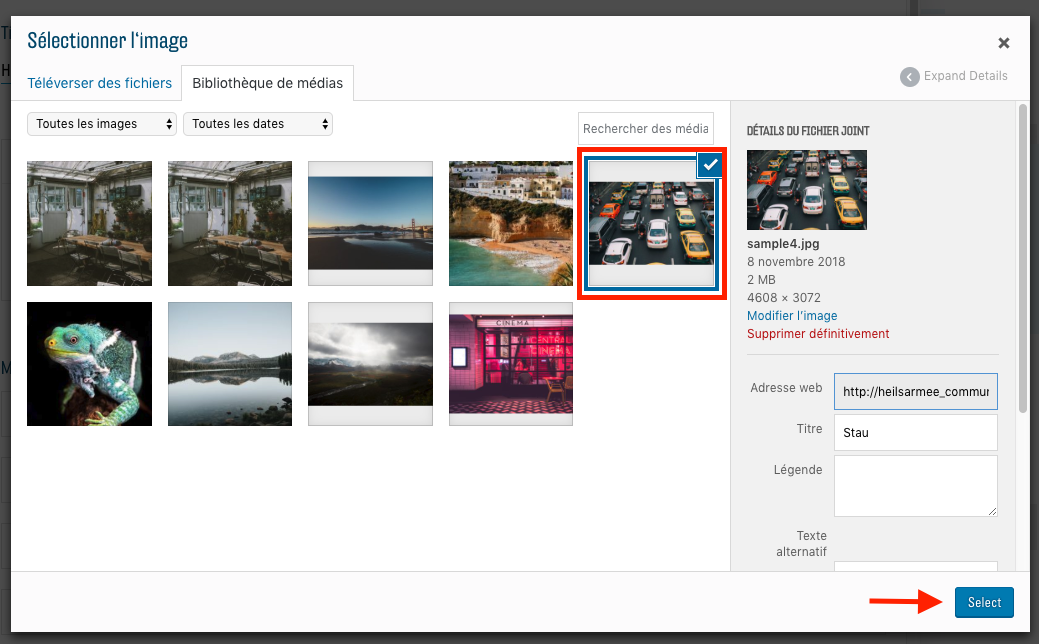 Sélectionner l'image
Téléverser des fichiers
Bibliothèque de médias
Expand Details
Toutes les images
Toutes les dates
Rechercher des média
DÉTAILS DU FICHIER JOINT
sample4.jpg
8 novembre 2018
2 MB
4608 × 3072
Modifier l'image
Supprimer définitivement
Adresse web
http://heilsarmee_commur
Titre
Stau
Légende
Texte
alternatif
CINEMA
Select